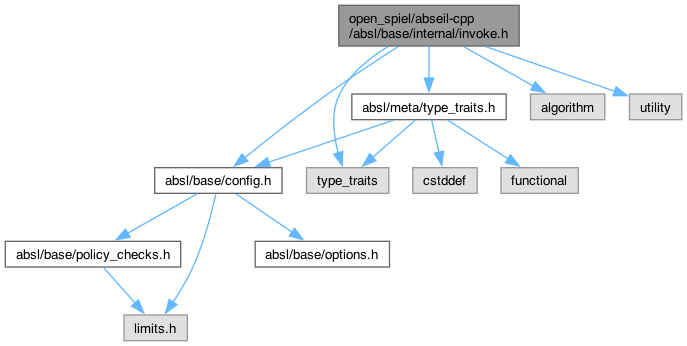 open_spiel/abseil-cpp
/absl/base/internal/invoke.h
absl/meta/type_traits.h
algorithm
utility
absl/base/config.h
type_traits
cstddef
functional
absl/base/policy_checks.h
absl/base/options.h
limits.h